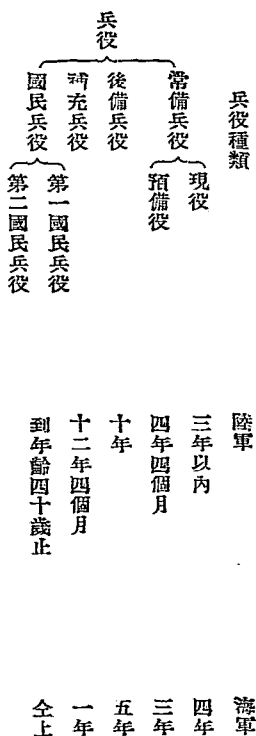 兵役種類 陸軍 海軍
兵役
常備兵役
現役 三年以內 四年
預備役 四年四個月 三年
後備兵役 十年 五年
補充兵役 十二年四個月 一年
國民兵役
第一國民兵役 到年齡四十歲止 仝上
第二國民兵役